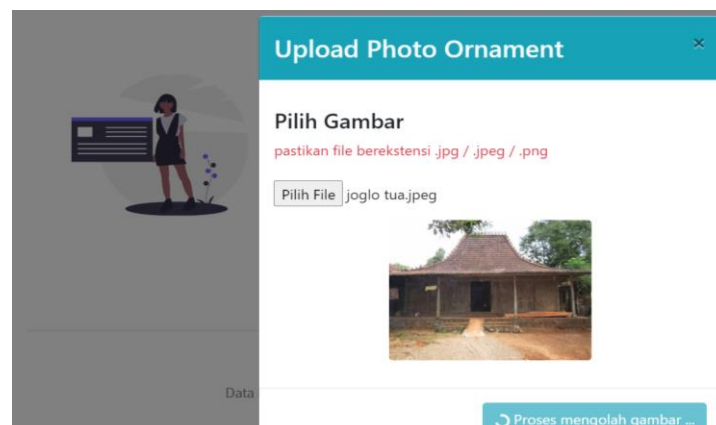 Upload Photo Ornament
×
Pilih Gambar
pastikan file berekstensi .jpg / .jpeg / .png
Pilih File joglo tua.jpeg
Data
Proses mengolah gambar ...